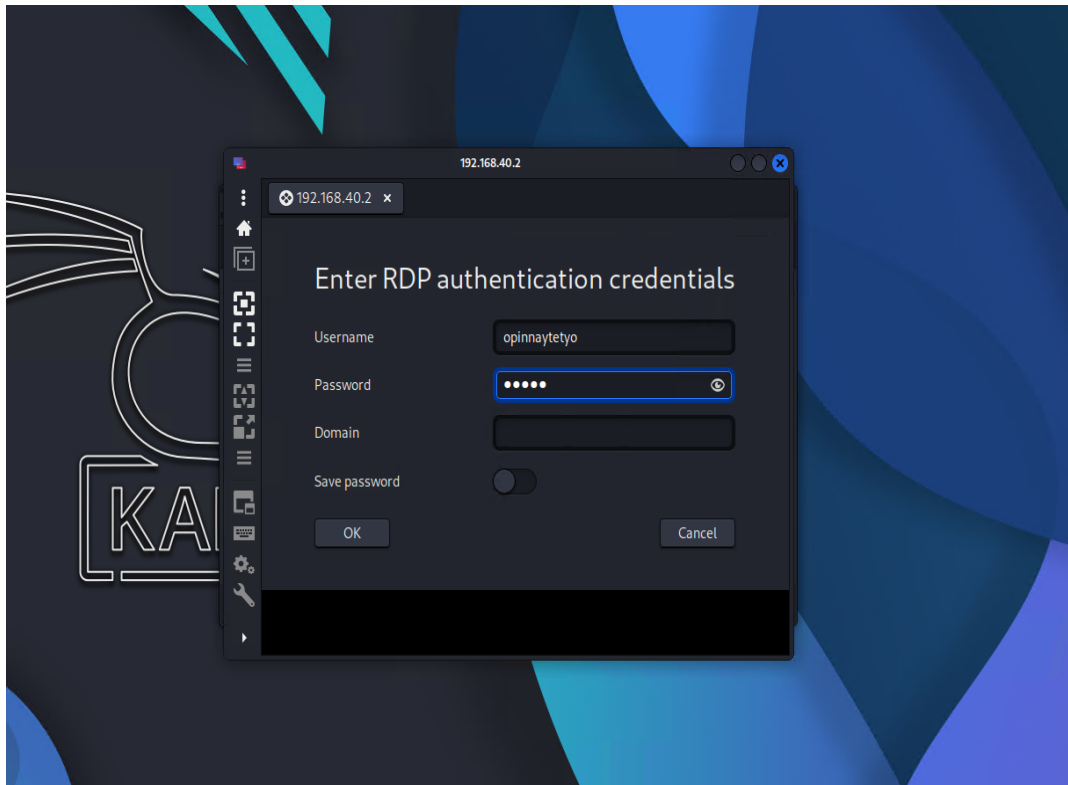 192.168.40.2
192.168.40.2
Enter RDP authentication credentials
Username opinnaytetyo
Password •••••
Domain
Save password
OK Cancel
KA